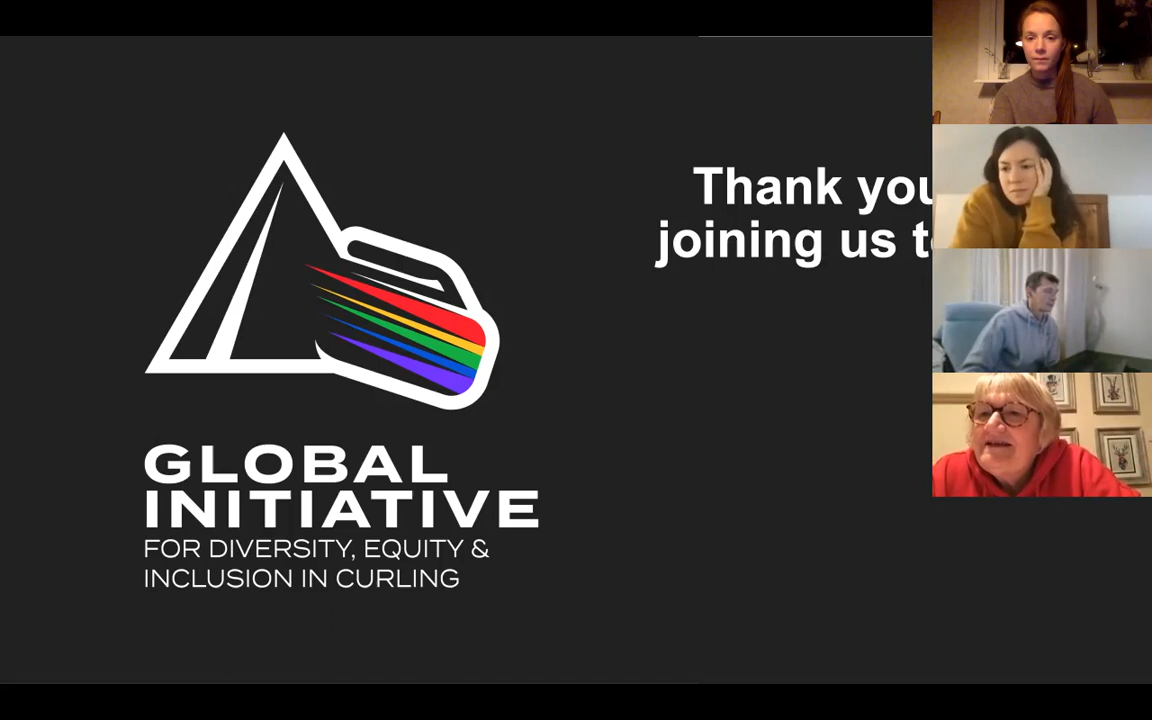 Thank you
joining us
GLOBAL
INITIATIVE
FOR DIVERSITY, EQUITY &
INCLUSION IN CURLING